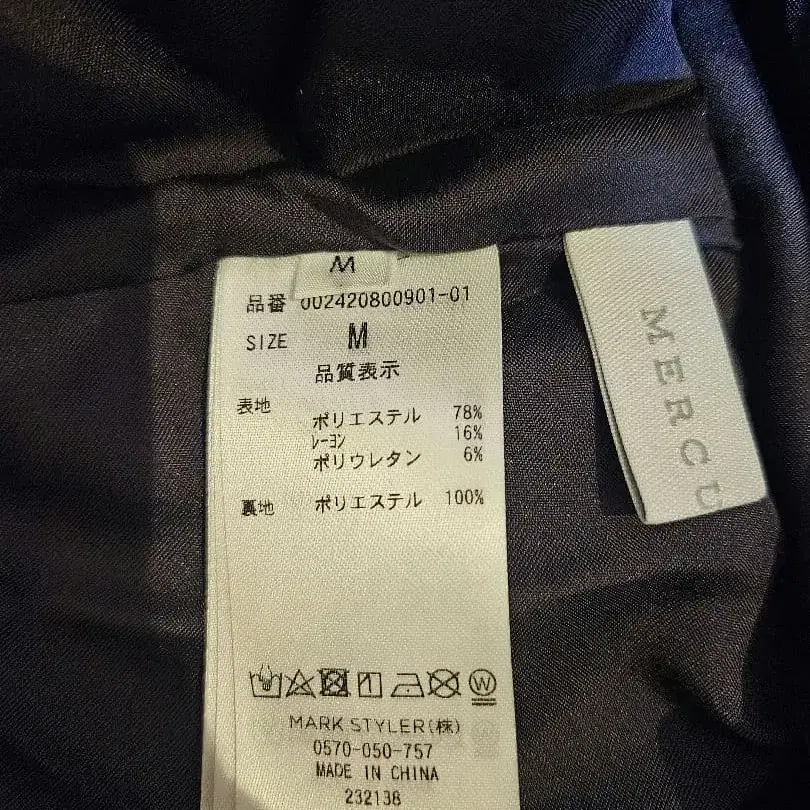 M
品番 002420800901-01
SIZE M
品質表示
表地
ポリエステル 78%
レーヨン 16%
ポリウレタン 6%
裏地 ポリエステル 100%
W
MARK STYLER(株)
0570-050-757
MADE IN CHINA
232138
MERCU